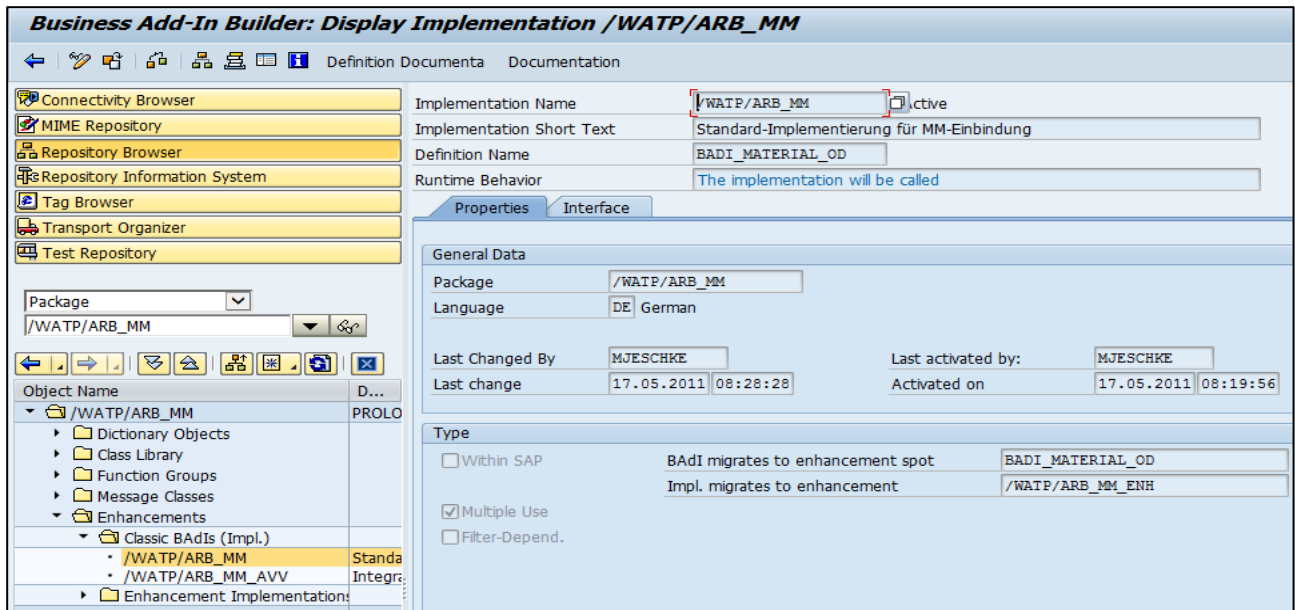 Business Add-In Builder: Display Implementation /WATP/ARB_MM
Definition Documenta Documentation
Connectivity Browser
MIME Repository
Repository Browser
Repository Information System
Tag Browser
Transport Organizer
Test Repository
Package
/WATP/ARB_MM
Object Name D...
/WATP/ARB_MM PROLO
Dictionary Objects
Class Library
Function Groups
Message Classes
Enhancements
Classic BAdIs (Impl.)
/WATP/ARB_MM Standa
/WATP/ARB_MM_AVV Integra
Enhancement Implementations
Implementation Name /WATP/ARB_MM ctive
Implementation Short Text Standard-Implementierung für MM-Einbindung
Definition Name BADI_MATERIAL_OD
Runtime Behavior The implementation will be called
Properties Interface
General Data
Package /WATP/ARB_MM
Language DE German
Last Changed By MJESCHKE Last activated by: MJESCHKE
Last change 17.05.2011 08:28:28 Activated on 17.05.2011 08:19:56
Type
Within SAP BAdI migrates to enhancement spot BADI_MATERIAL_OD
Impl. migrates to enhancement /WATP/ARB_MM_ENH
Multiple Use
Filter-Depend.